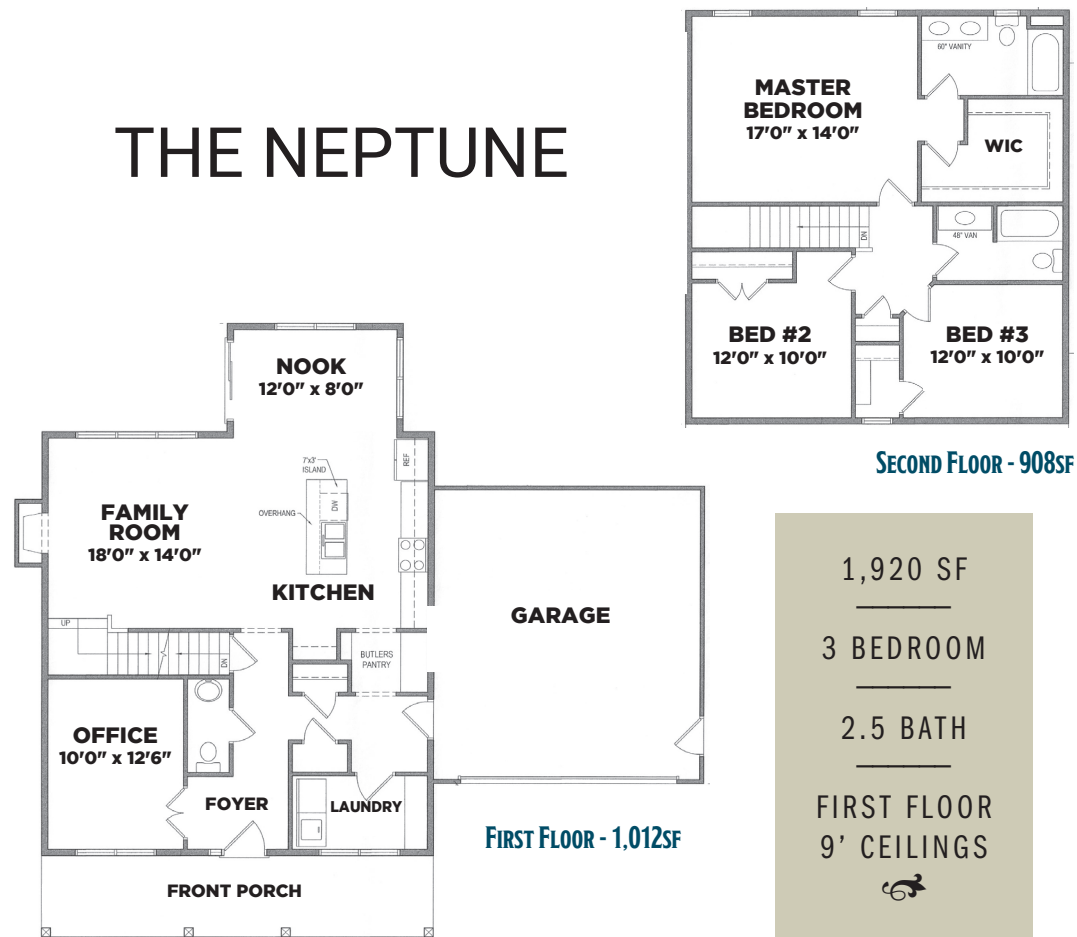 THE NEPTUNE
60" VANITY
MASTER
BEDROOM
17'0" x 14'0"
WIC
DN
48" VAN
BED #2
12'0" x 10'0"
BED #3
12'0" x 10'0"
SECOND FLOOR - 908SF
NOOK
12'0" x 8'0"
7'x3'
ISLAND
REF
DW
OVERHANG
FAMILY
ROOM
18'0" x 14'0"
KITCHEN
GARAGE
UP
DN
BUTLERS
PANTRY
OFFICE
10'0" x 12'6"
FOYER
LAUNDRY
FIRST FLOOR - 1,012SF
FRONT PORCH
1,920 SF
3 BEDROOM
2.5 BATH
FIRST FLOOR
9' CEILINGS